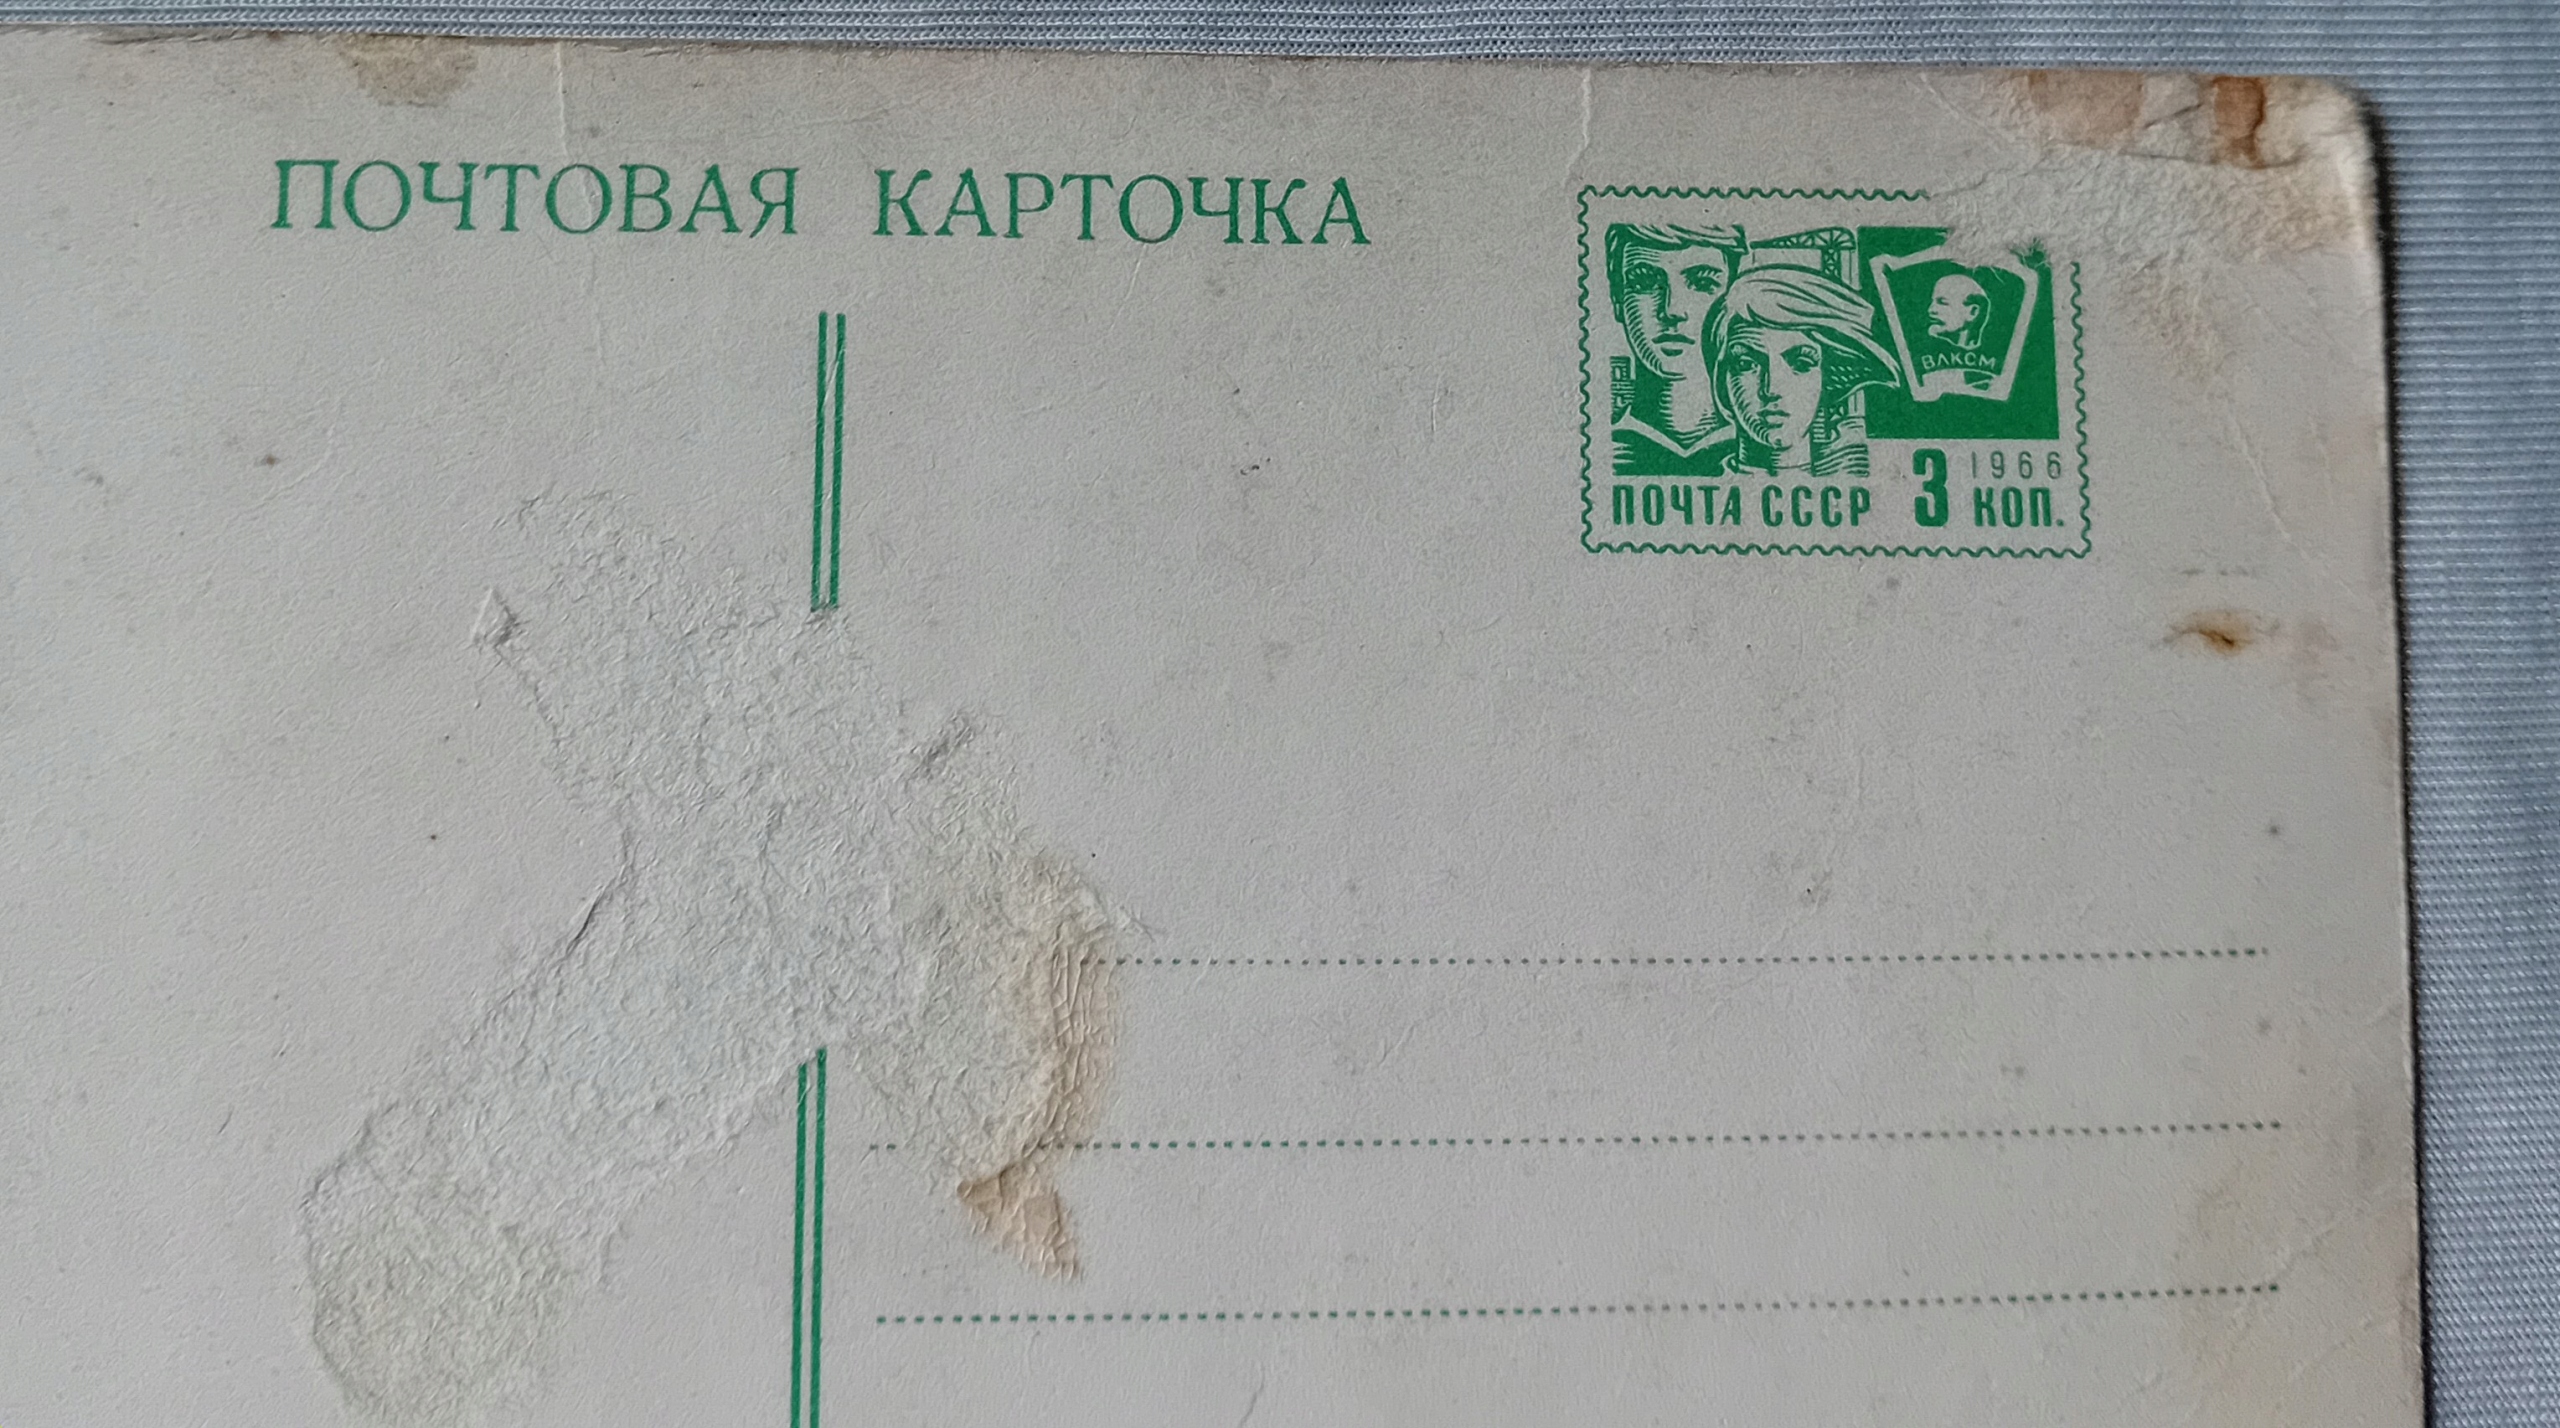 ПОЧТОВАЯ КАРТОЧКА
ВЛКСМ
1966
ПОЧТА СССР 3 КОП.